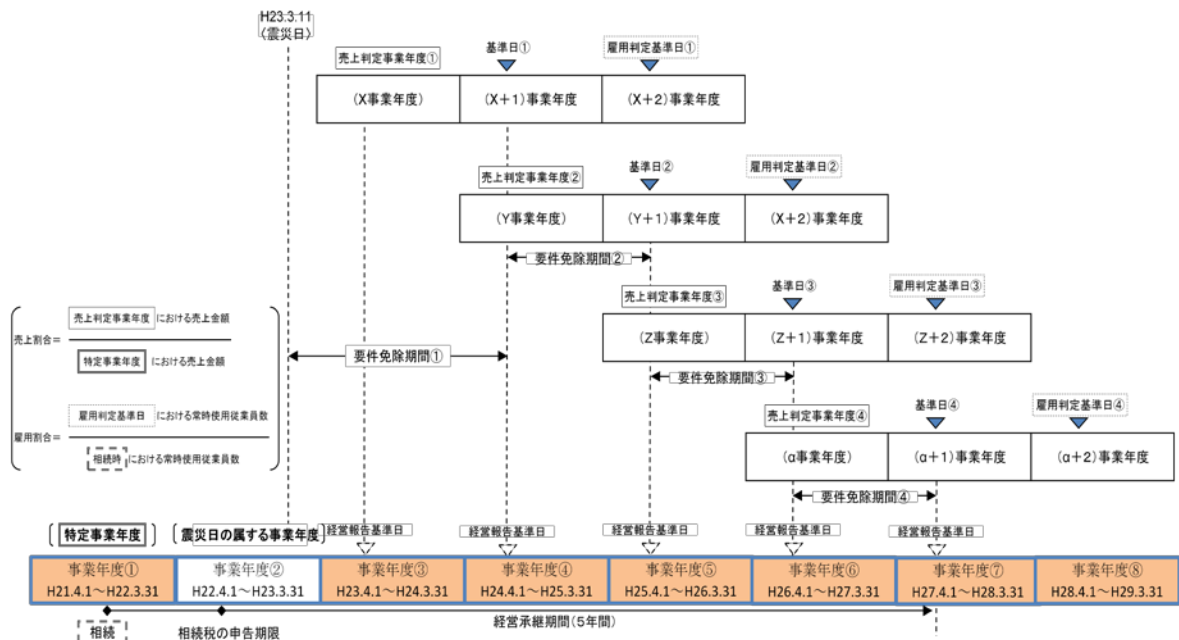 H23.3.11
(震災日)
売上判定事業年度①
基準日①
雇用判定基準日①
(X事業年度)
(X+1)事業年度
(X+2)事業年度
売上判定事業年度②
基準日②
雇用判定基準日②
(Y事業年度)
(Y+1)事業年度
(X+2)事業年度
要件免除期間②
売上判定事業年度③
基準日③
雇用判定基準日③
(Z事業年度)
(Z+1)事業年度
(Z+2)事業年度
要件免除期間①
要件免除期間③
売上割合=
売上判定事業年度 における売上金額
特定事業年度 における売上金額
雇用割合=
雇用判定基準日 における常時使用従業員数
相続時 における常時使用従業員数
売上判定事業年度④
基準日④
雇用判定基準日④
(α事業年度)
(α+1)事業年度
(α+2)事業年度
要件免除期間④
特定事業年度
震災日の属する事業年度
経営報告基準日
経営報告基準日
経営報告基準日
経営報告基準日
経営報告基準日
事業年度①
H21.4.1~H22.3.31
事業年度②
H22.4.1~H23.3.31
事業年度③
H23.4.1~H24.3.31
事業年度④
H24.4.1~H25.3.31
事業年度⑤
H25.4.1~H26.3.31
事業年度⑥
H26.4.1~H27.3.31
事業年度⑦
H27.4.1~H28.3.31
事業年度⑧
H28.4.1~H29.3.31
相続
相続税の申告期限
経営承継期間(5年間)